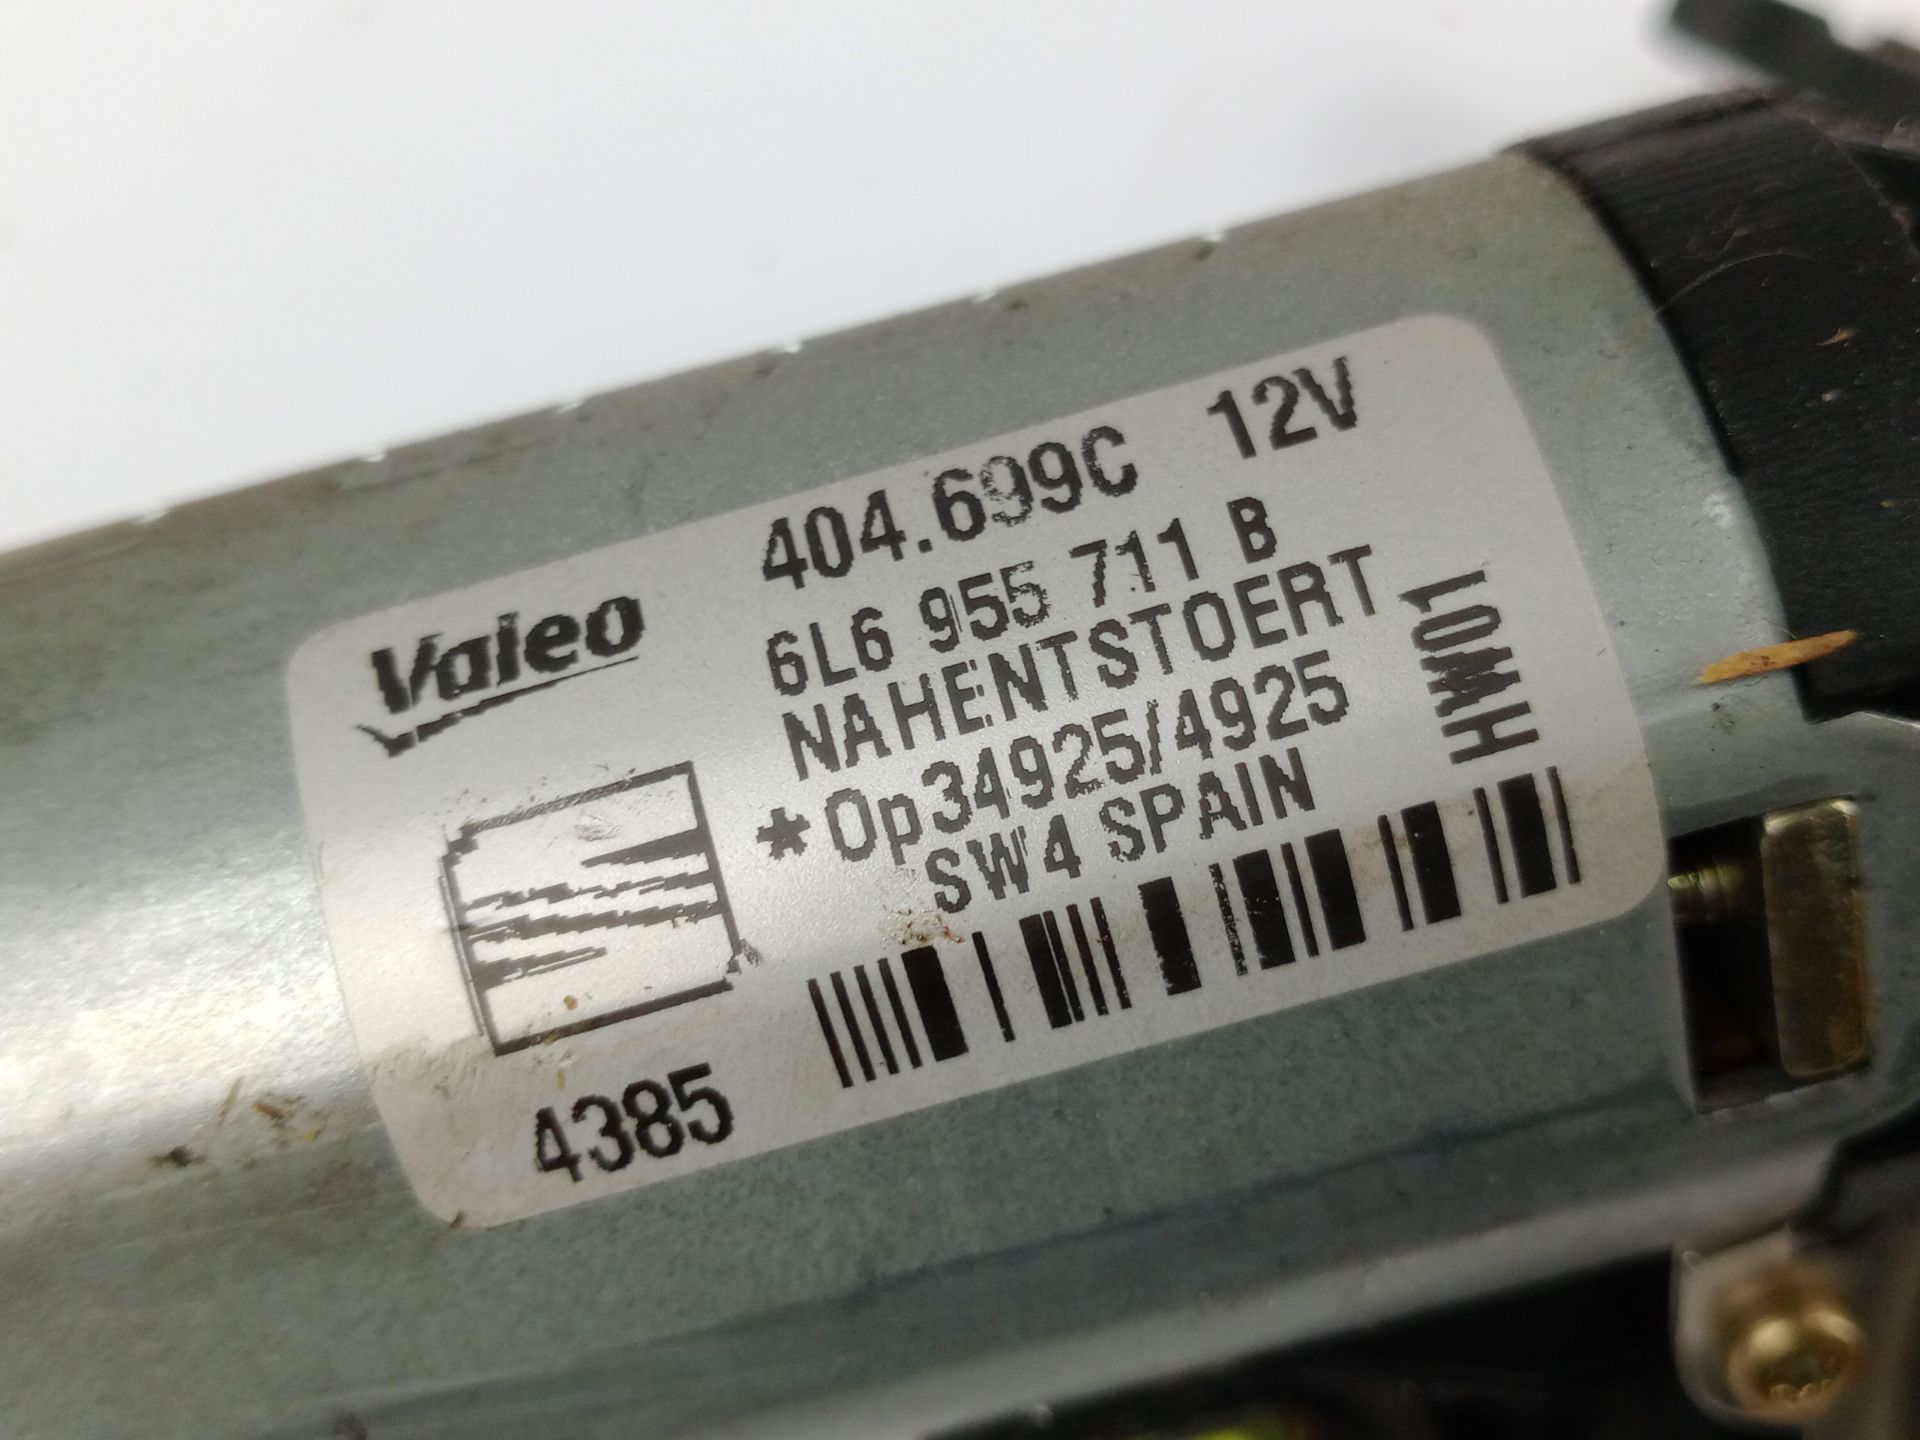 Valeo
404.699C 12V
6L6 955 711 B
NAHENTSTOERT
*Op34925/4925
SW4 SPAIN
HW01
4385